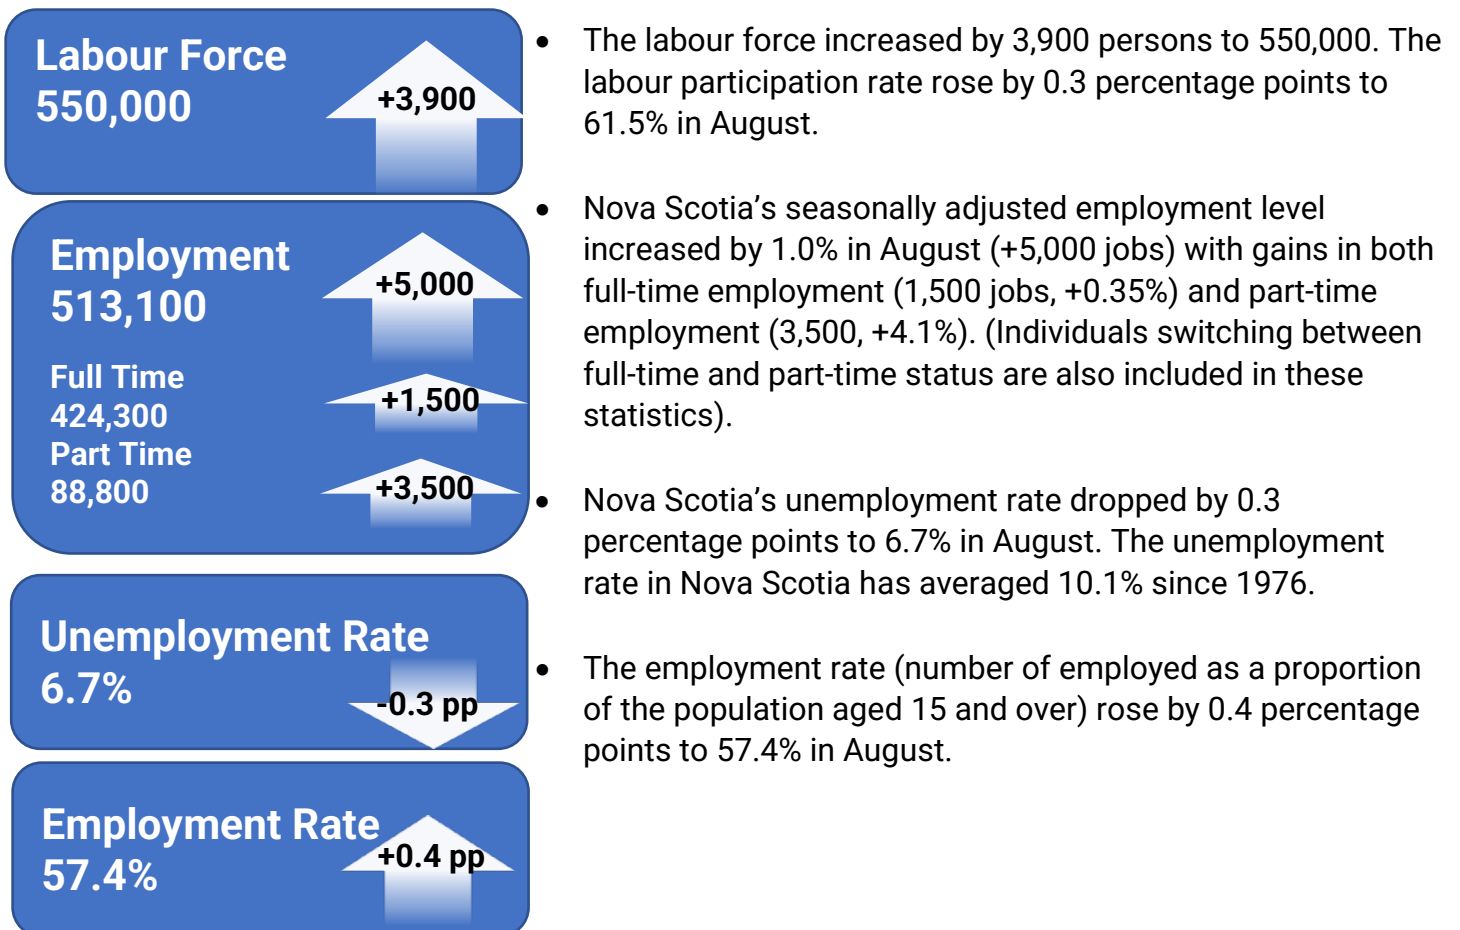 Labour Force
550,000
+3,900
Employment
513,100
+5,000
Full Time
424,300
+1,500
Part Time
88,800
+3,500
Unemployment Rate
6.7%
-0.3 pp
Employment Rate
57.4%
+0.4 pp
• The labour force increased by 3,900 persons to 550,000. The
labour participation rate rose by 0.3 percentage points to
61.5% in August.
• Nova Scotia’s seasonally adjusted employment level
increased by 1.0% in August (+5,000 jobs) with gains in both
full-time employment (1,500 jobs, +0.35%) and part-time
employment (3,500, +4.1%). (Individuals switching between
full-time and part-time status are also included in these
statistics).
• Nova Scotia’s unemployment rate dropped by 0.3
percentage points to 6.7% in August. The unemployment
rate in Nova Scotia has averaged 10.1% since 1976.
• The employment rate (number of employed as a proportion
of the population aged 15 and over) rose by 0.4 percentage
points to 57.4% in August.